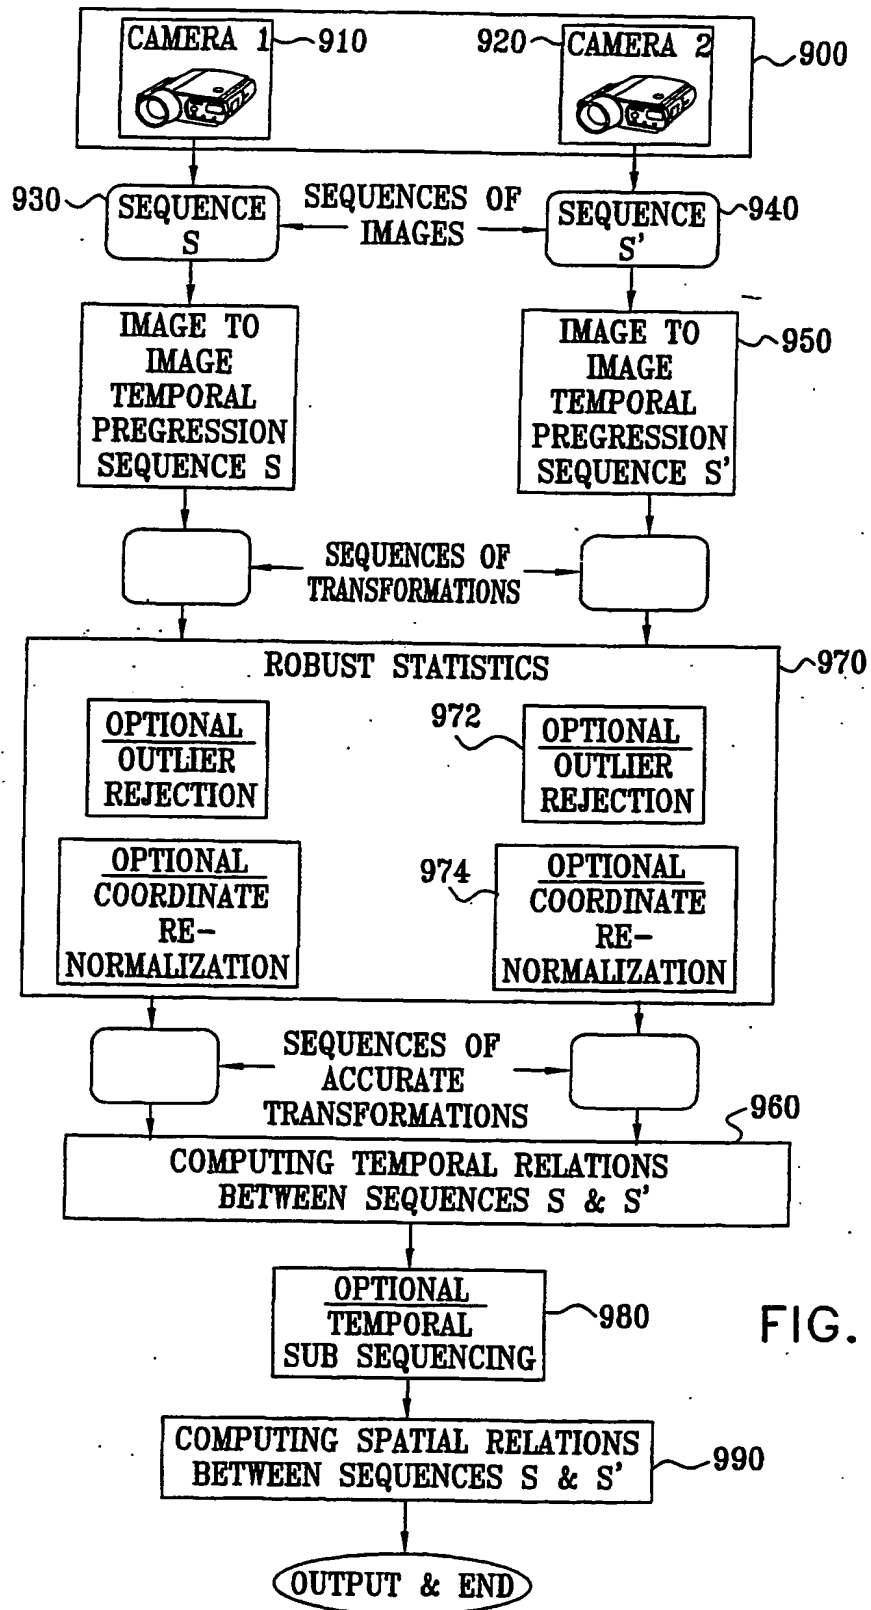 CAMERA 1
910
920
CAMERA 2
900
930
SEQUENCE
S
SEQUENCES OF
IMAGES
SEQUENCE
S'
940
IMAGE TO
IMAGE
TEMPORAL
PREGRESSION
SEQUENCE S
IMAGE TO
IMAGE
TEMPORAL
PREGRESSION
SEQUENCE S'
950
SEQUENCES OF
TRANSFORMATIONS
ROBUST STATISTICS
970
OPTIONAL
OUTLIER
REJECTION
972
OPTIONAL
OUTLIER
REJECTION
OPTIONAL
COORDINATE
RE-
NORMALIZATION
974
OPTIONAL
COORDINATE
RE-
NORMALIZATION
SEQUENCES OF
ACCURATE
TRANSFORMATIONS
960
COMPUTING TEMPORAL RELATIONS
BETWEEN SEQUENCES S & S'
OPTIONAL
TEMPORAL
SUB SEQUENCING
980
FIG.
COMPUTING SPATIAL RELATIONS
BETWEEN SEQUENCES S & S'
990
OUTPUT & END